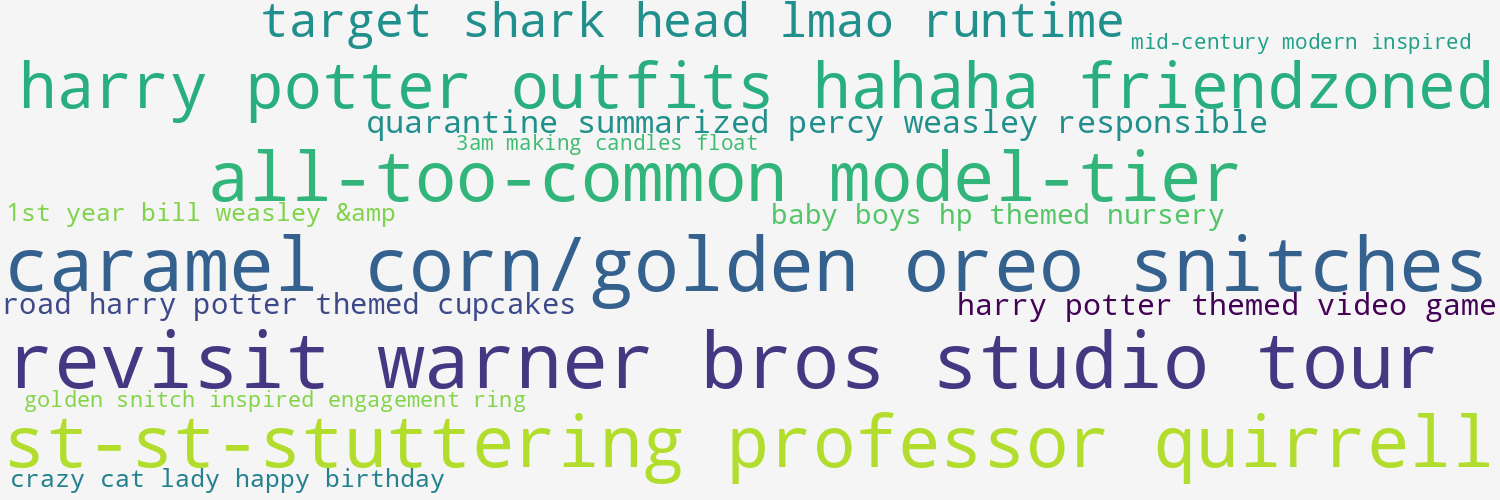 target shark head lmao runtime
mid-century modern inspired
harry potter outfits hahaha friendzoned
quarantine summarized percy weasley responsible
3am making candles float
all-too-common model-tier
1st year bill weasley &amp
baby boys hp themed nursery
caramel corn/golden oreo snitches
road harry potter themed cupcakes
harry potter themed video game
revisit warner bros studio tour
golden snitch inspired engagement ring
st-st-stuttering professor quirrell
crazy cat lady happy birthday